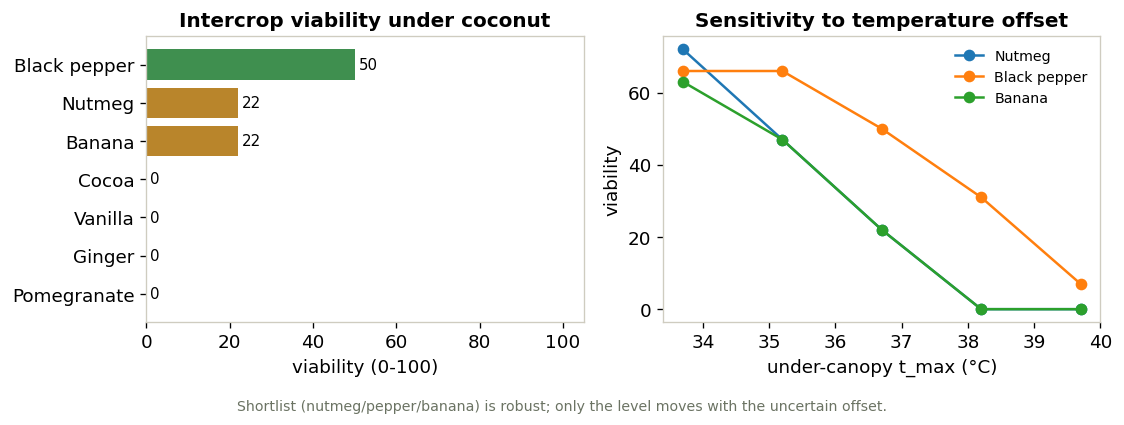 Intercrop viability under coconut
Black pepper
50
Nutmeg
22
Banana
22
Cocoa
0
Vanilla
0
Ginger
0
Pomegranate
0
0 20 40 60 80 100
viability (0-100)
Sensitivity to temperature offset
Nutmeg
Black pepper
Banana
60
40
20
0
viability
34 35 36 37 38 39 40
under-canopy t_max (°C)
Shortlist (nutmeg/pepper/banana) is robust; only the level moves with the uncertain offset.